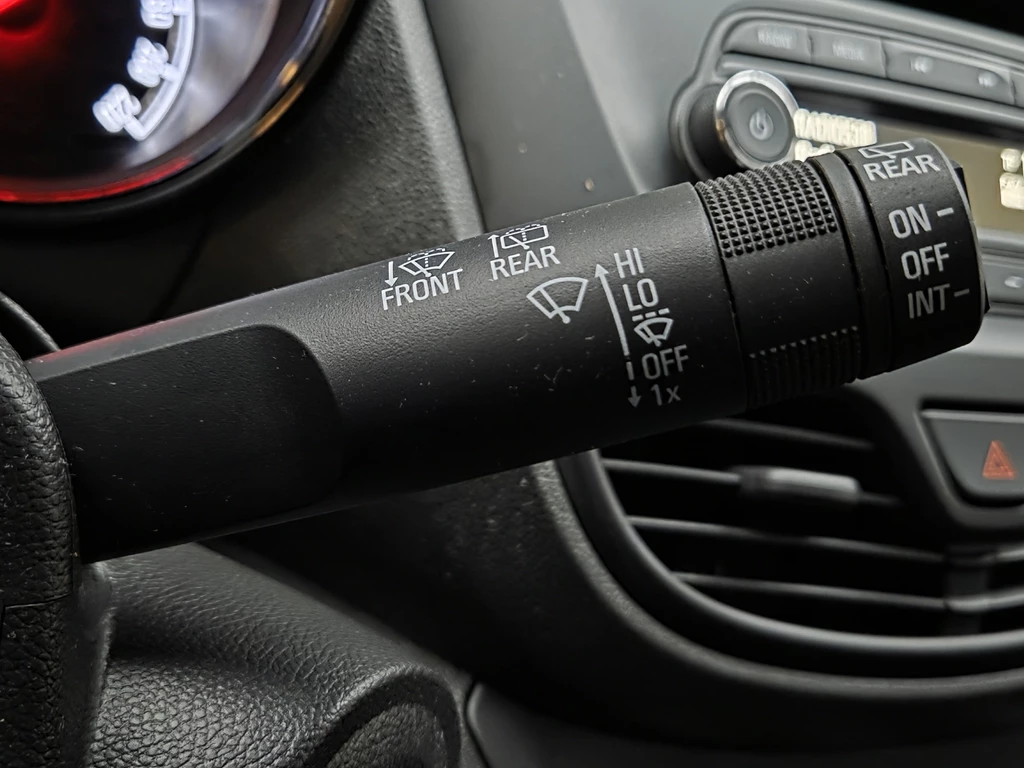 FRONT
REAR
HI
LO
OFF
1x
REAR
ON
OFF
INT